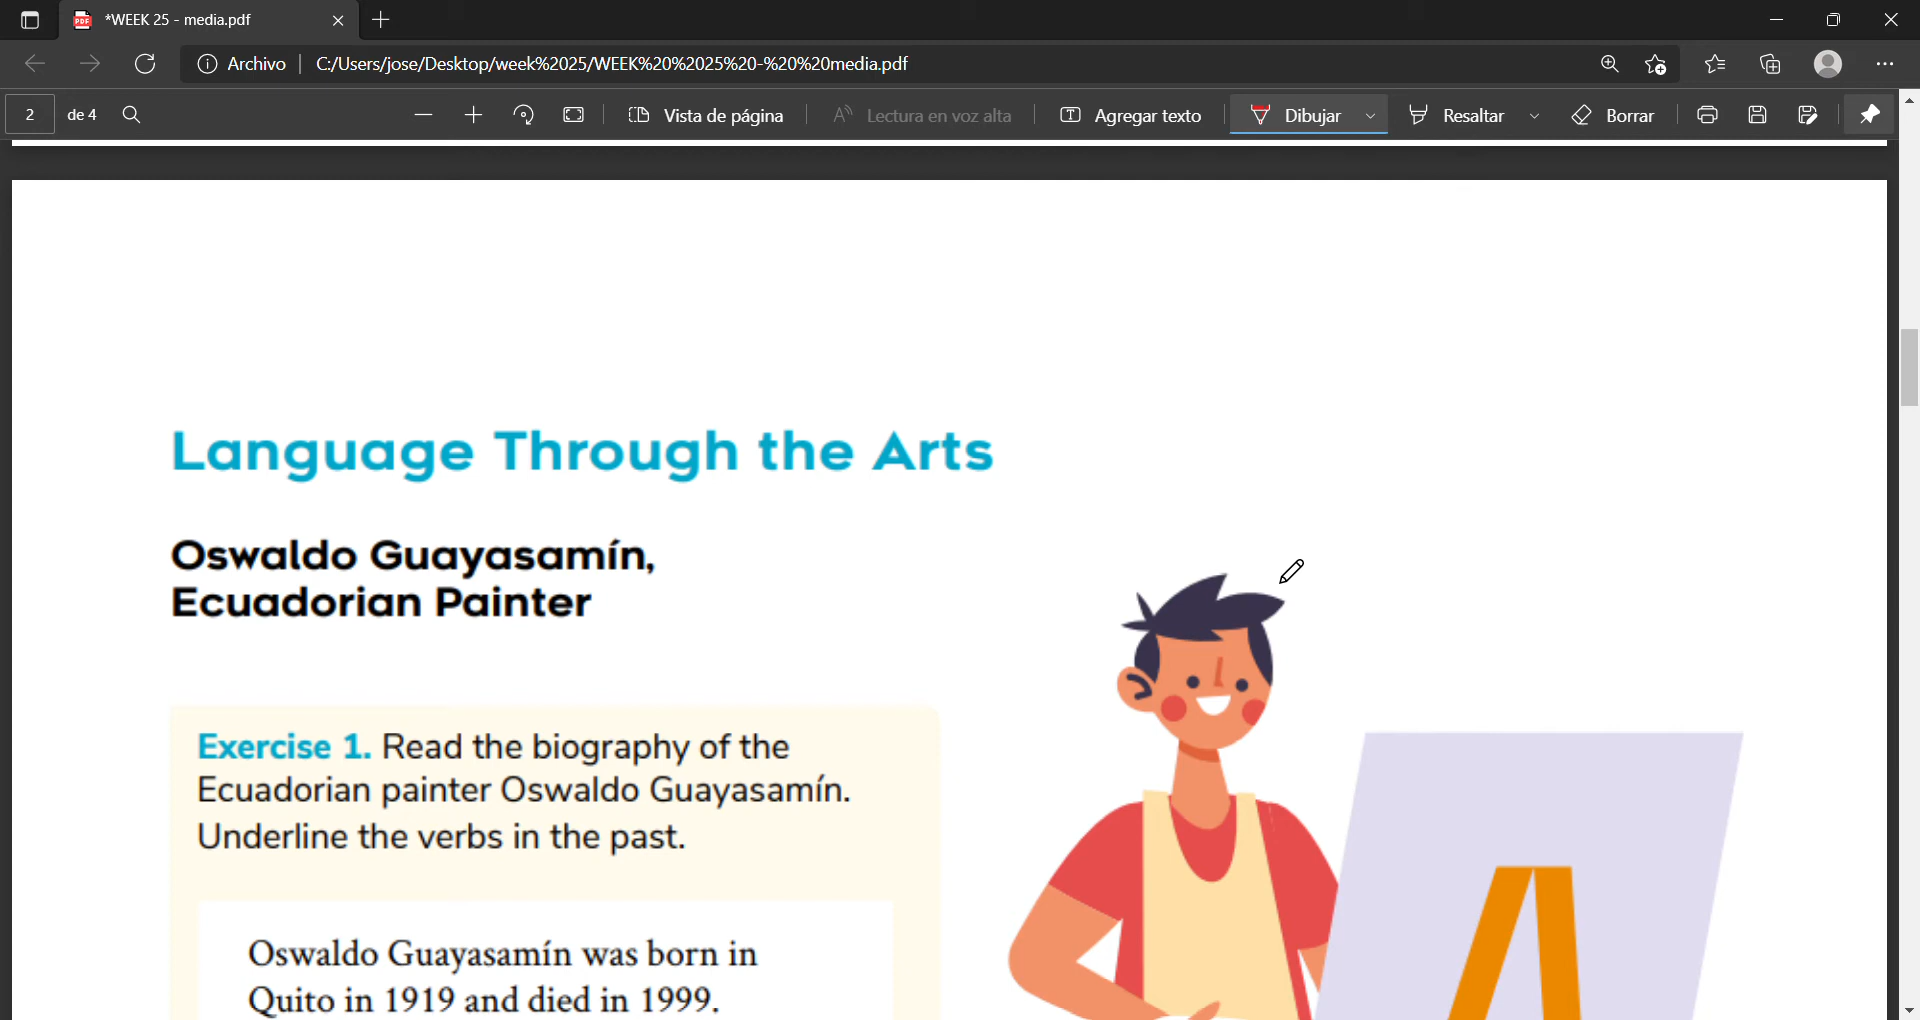 *WEEK 25 - media.pdf
Archivo
C:/Users/jose/Desktop/week%2025/WEEK%20%2025%20-%20%20media.pdf
2 de 4
Vista de página
Lectura en voz alta
Agregar texto
Dibujar
Resaltar
Borrar
Language Through the Arts
Oswaldo Guayasamín,
Ecuadorian Painter
Exercise 1. Read the biography of the
Ecuadorian painter Oswaldo Guayasamín.
Underline the verbs in the past.
Oswaldo Guayasamín was born in
Quito in 1919 and died in 1999.